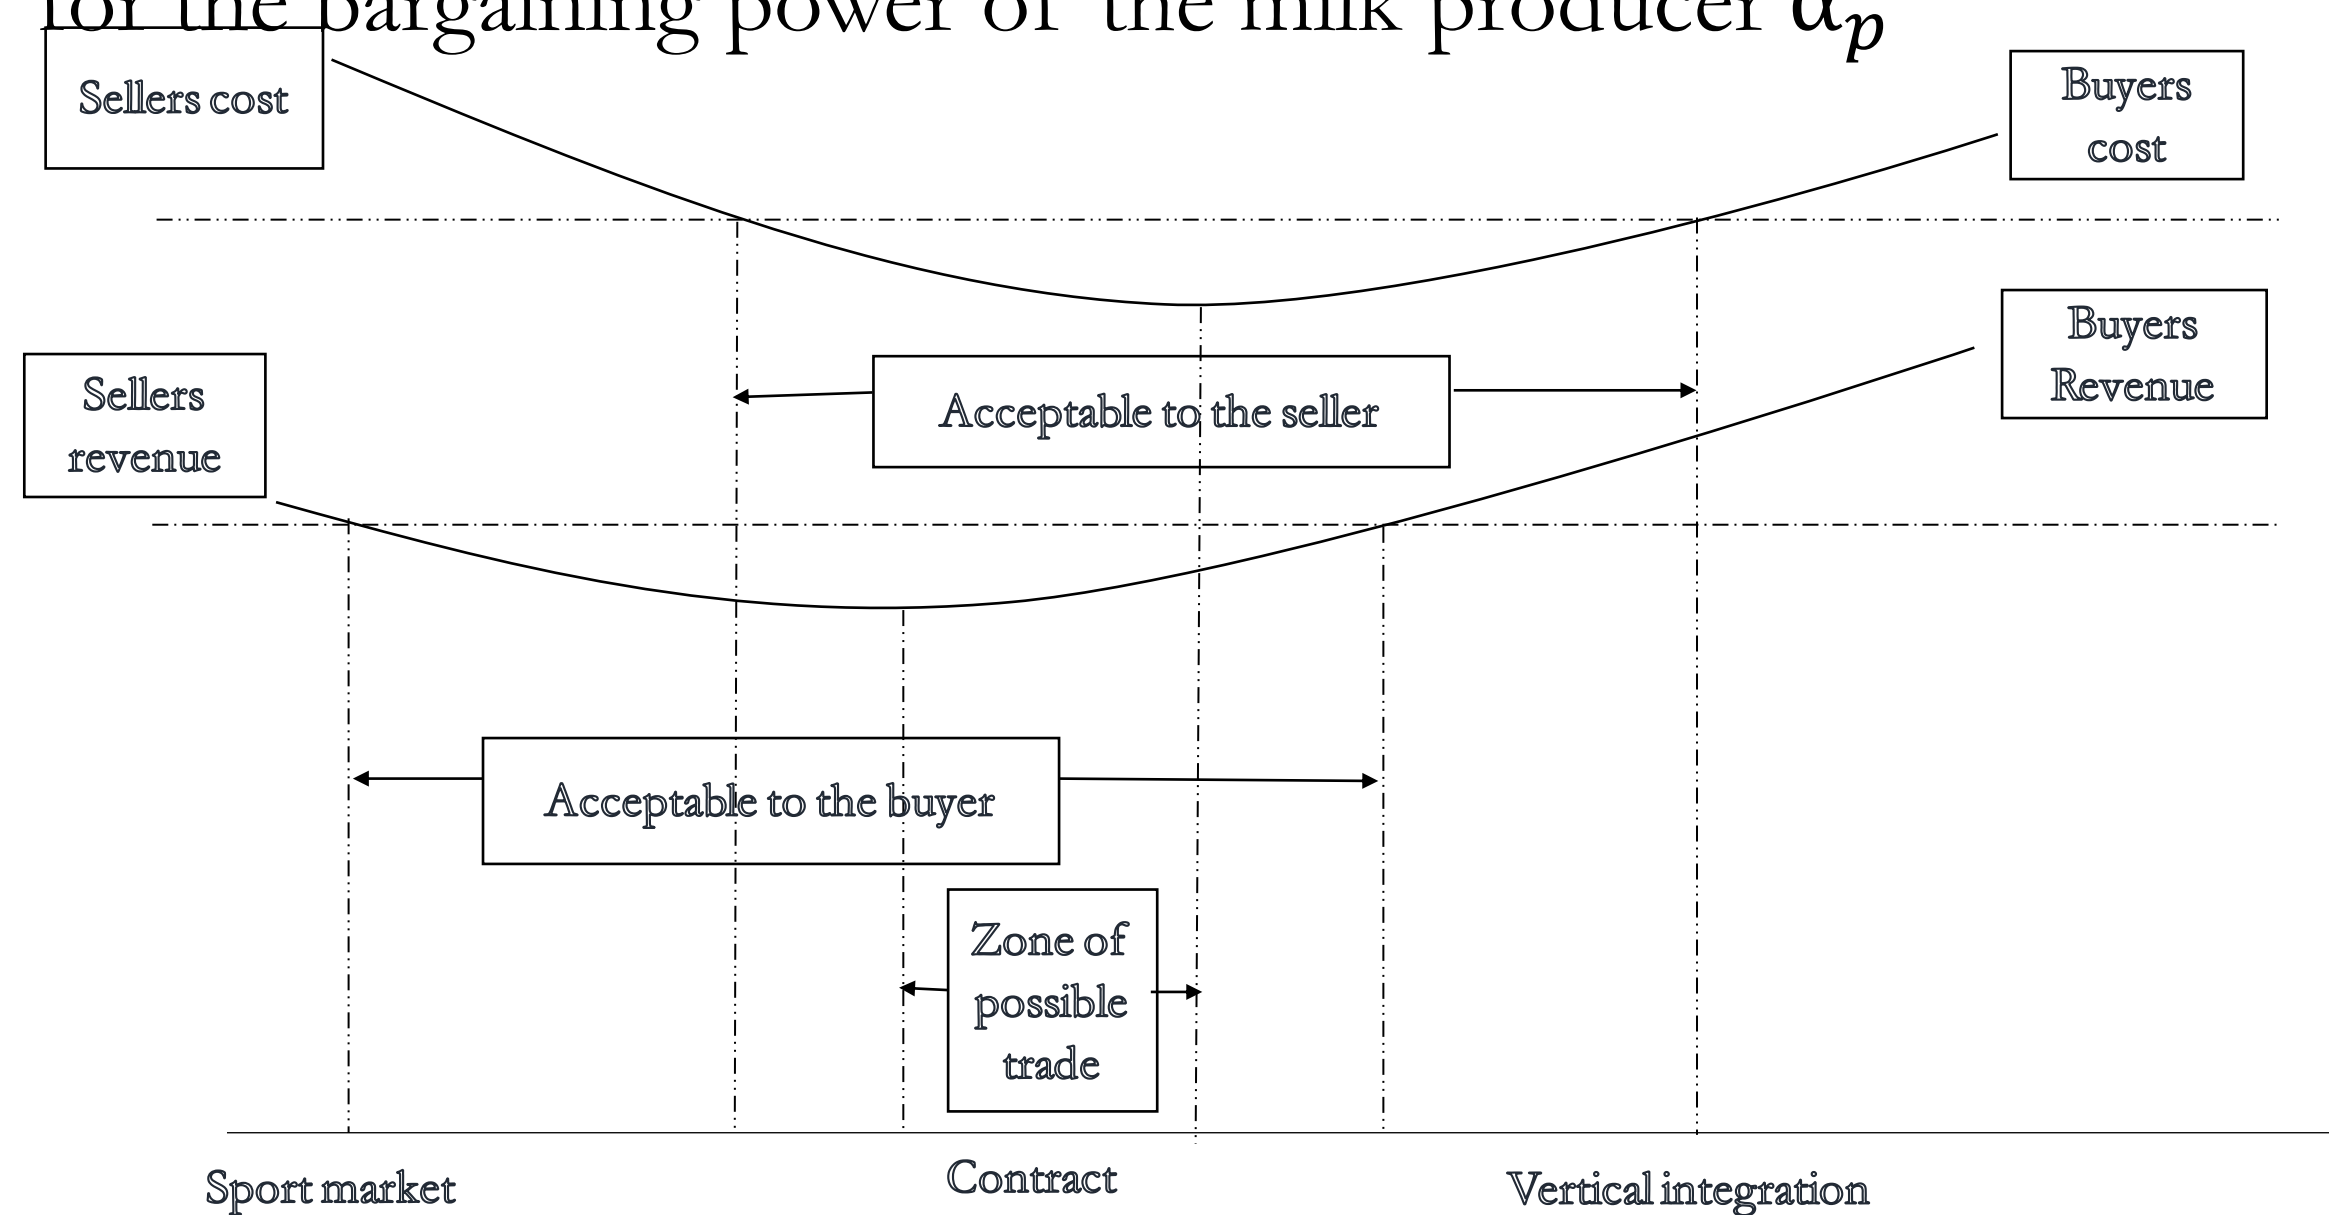 for the bargaining power of the milk producer αₚ
Sellers cost
Buyers
cost
Buyers
Revenue
Sellers
revenue
Acceptable to the seller
Acceptable to the buyer
Zone of
possible
trade
Sport market
Contract
Vertical integration